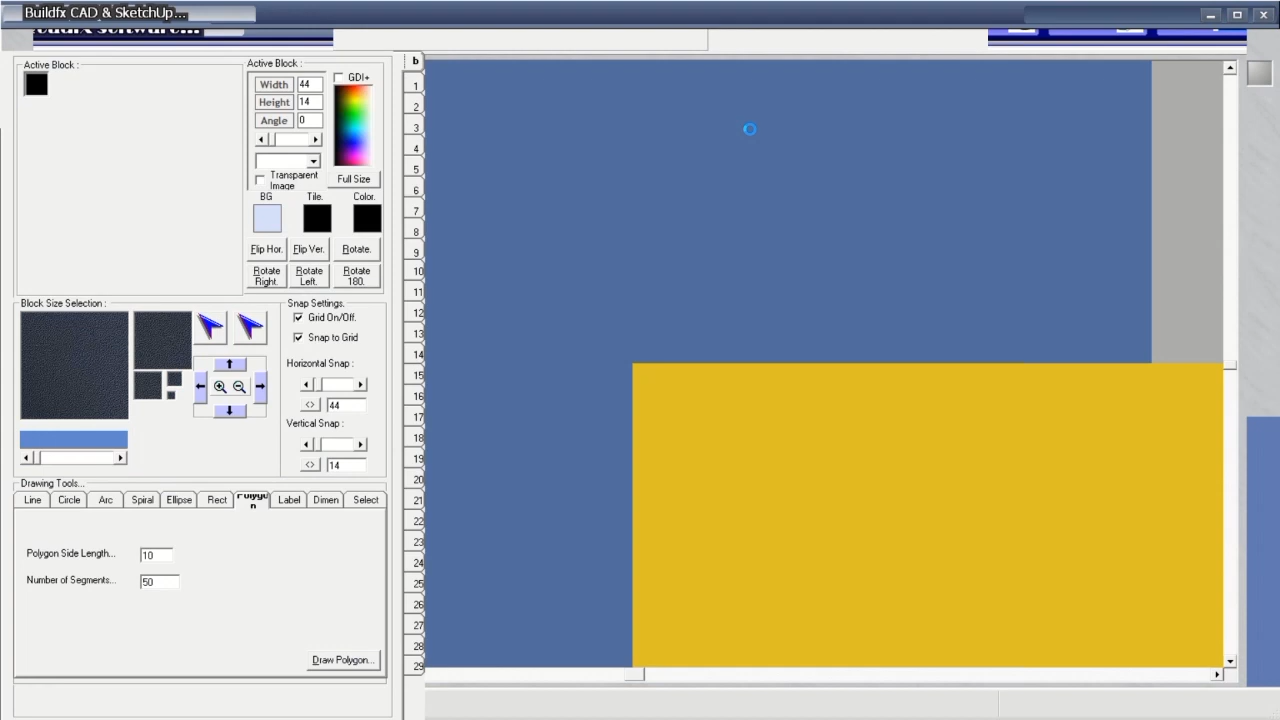 Buildfx CAD & SketchUp...
Buildfx software...
Active Block :
Active Block :
Width 44
GDI+
Height 14
Angle 0
Transparent
Image
Full Size
BG Tile. Color.
Flip Hor. Flip Ver. Rotate.
Rotate
Right.
Rotate
Left.
Rotate
180.
Block Size Selection :
Snap Settings.
Grid On/Off.
Snap to Grid
Horizontal Snap :
<> 44
Vertical Snap :
<> 14
Drawing Tools...
Line Circle Arc Spiral Ellipse Rect Polygo
n
Label Dimen Select
Polygon Side Length... 10
Number of Segments... 50
Draw Polygon...
b
1
2
3
4
5
6
7
8
9
10
11
12
13
14
15
16
17
18
19
20
21
22
23
24
25
26
27
28
29